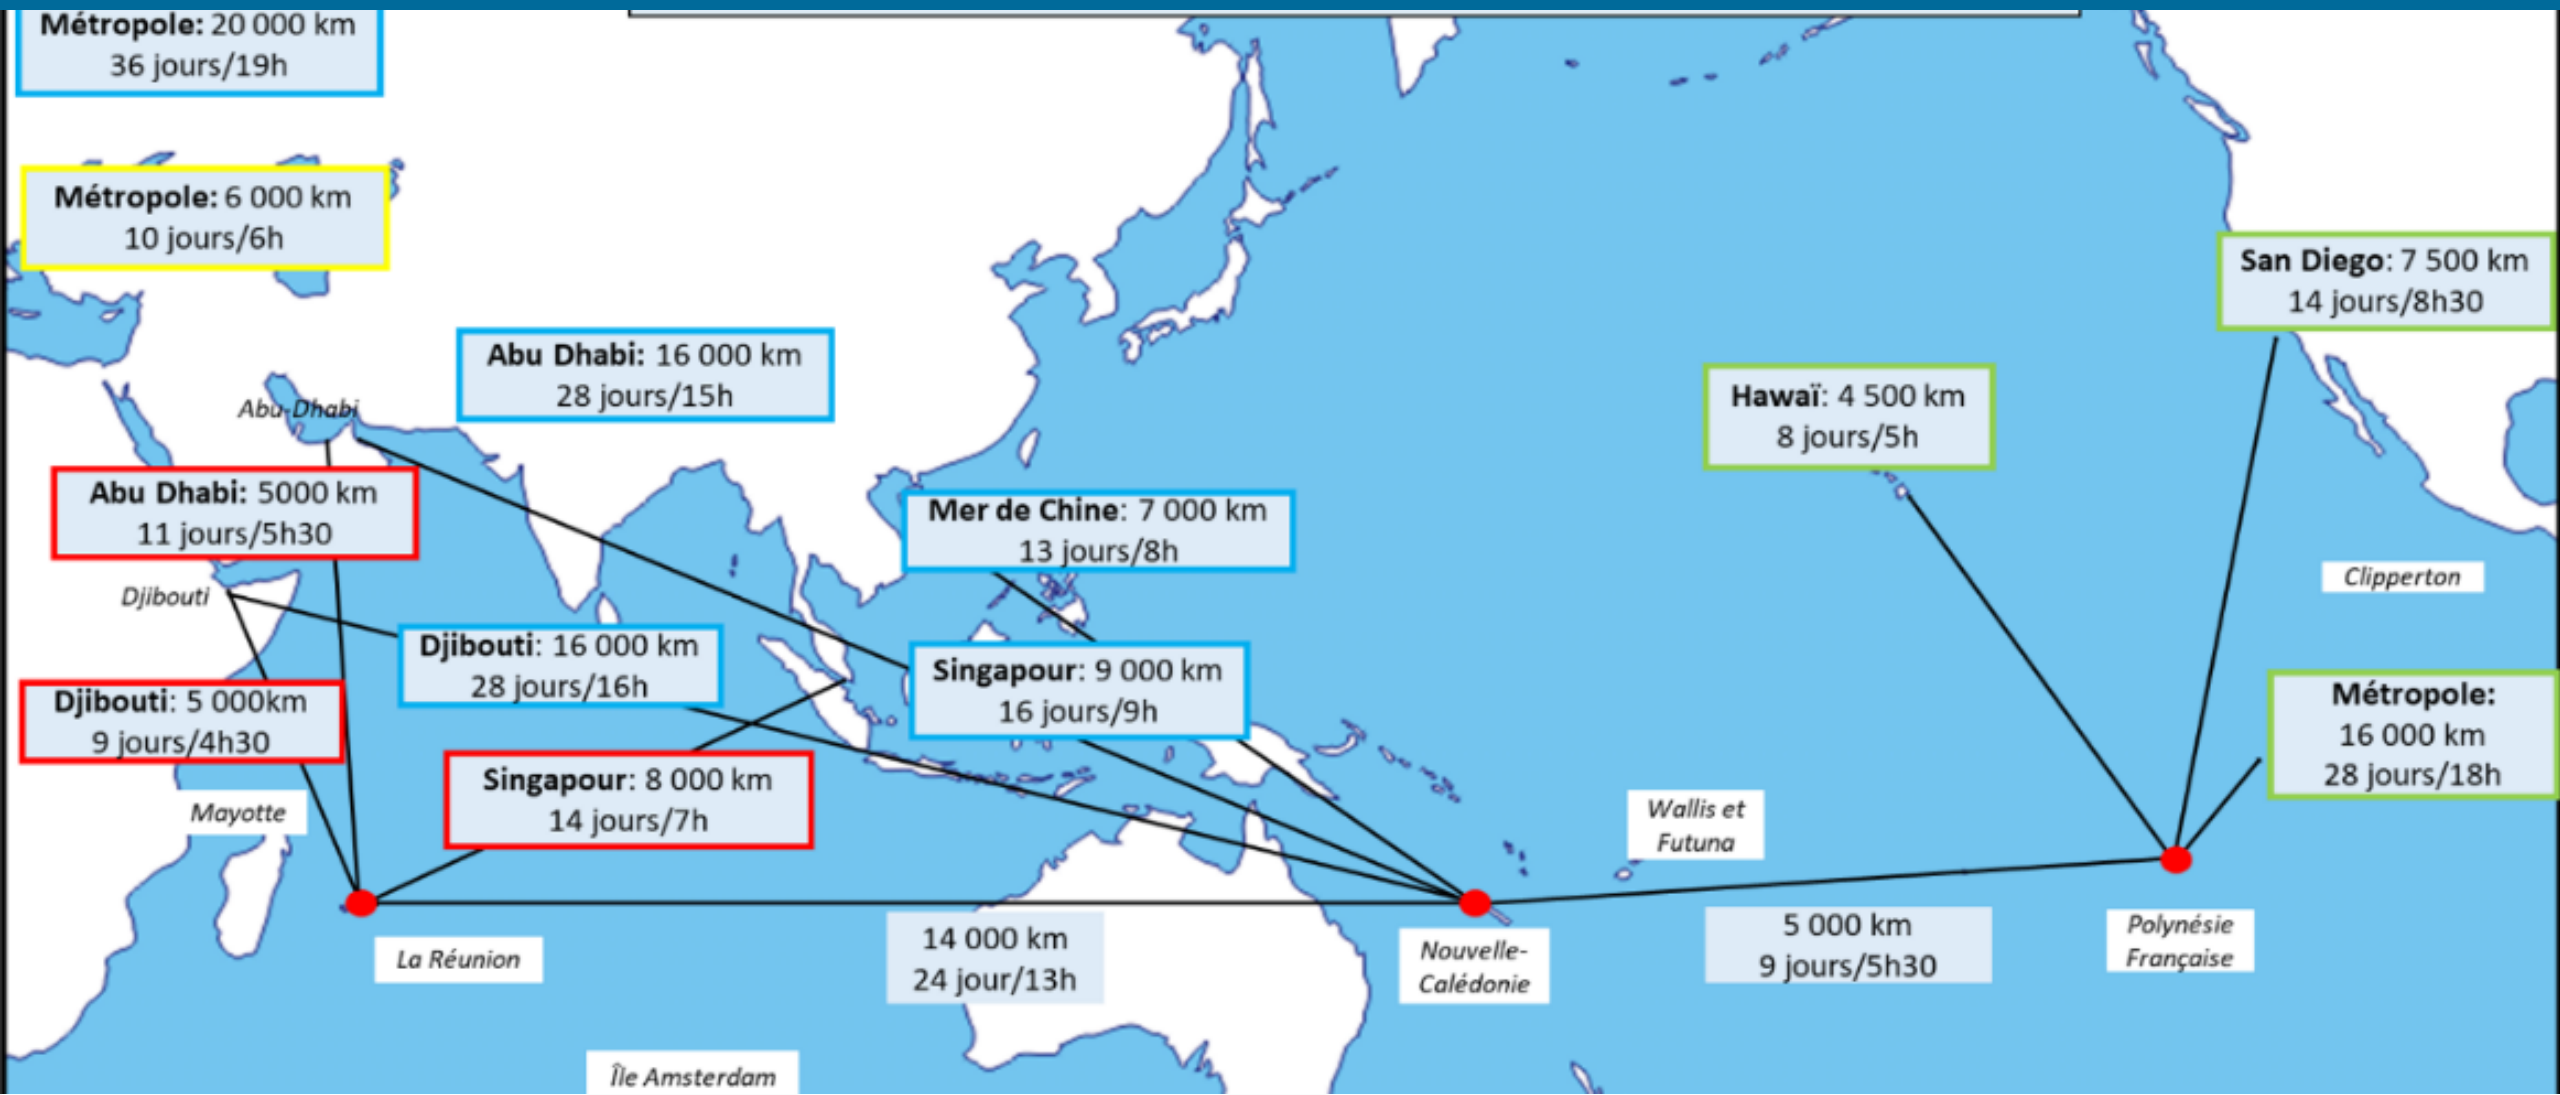 Métropole: 20 000 km
36 jours/19h
Métropole: 6 000 km
10 jours/6h
San Diego: 7 500 km
14 jours/8h30
Abu Dhabi: 16 000 km
28 jours/15h
Hawaï: 4 500 km
8 jours/5h
Abu-Dhabi
Abu Dhabi: 5000 km
11 jours/5h30
Mer de Chine: 7 000 km
13 jours/8h
Clipperton
Djibouti
Djibouti: 16 000 km
28 jours/16h
Singapour: 9 000 km
16 jours/9h
Djibouti: 5 000km
9 jours/4h30
Métropole:
16 000 km
28 jours/18h
Singapour: 8 000 km
14 jours/7h
Mayotte
Wallis et
Futuna
La Réunion
14 000 km
24 jour/13h
Nouvelle-
Calédonie
5 000 km
9 jours/5h30
Polynésie
Française
Île Amsterdam